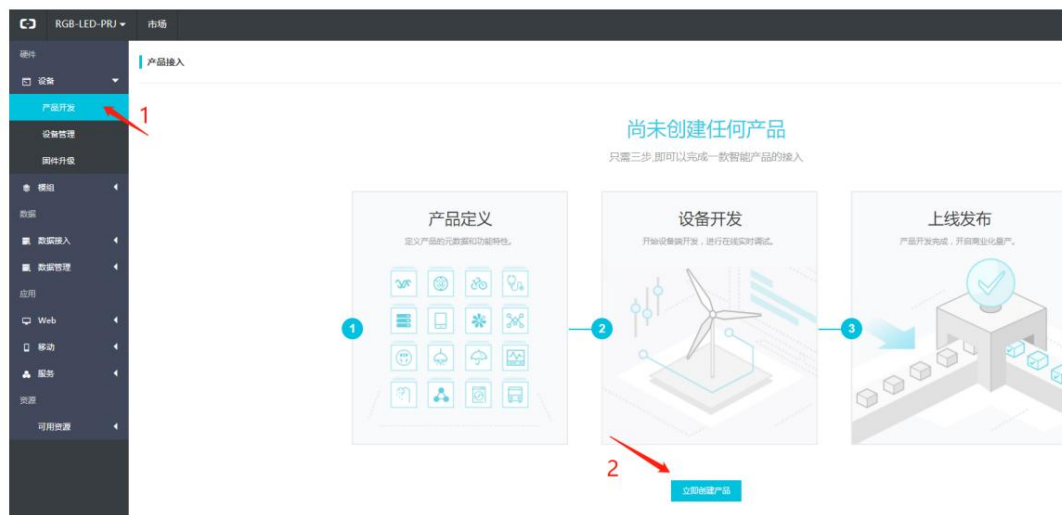 RGB-LED-PRJ 市场
硬件
设备
产品开发
设备管理
固件升级
模组
数据
数据接入
数据管理
应用
Web
移动
服务
资源
可用资源
产品接入
1
尚未创建任何产品
只需三步,即可以完成一款智能产品的接入
产品定义
定义产品的元数据和功能特性。
1
设备开发
开始设备端开发，进行在线实时调试。
2
上线发布
产品开发完成，开启商业化量产。
3
2
立即创建产品